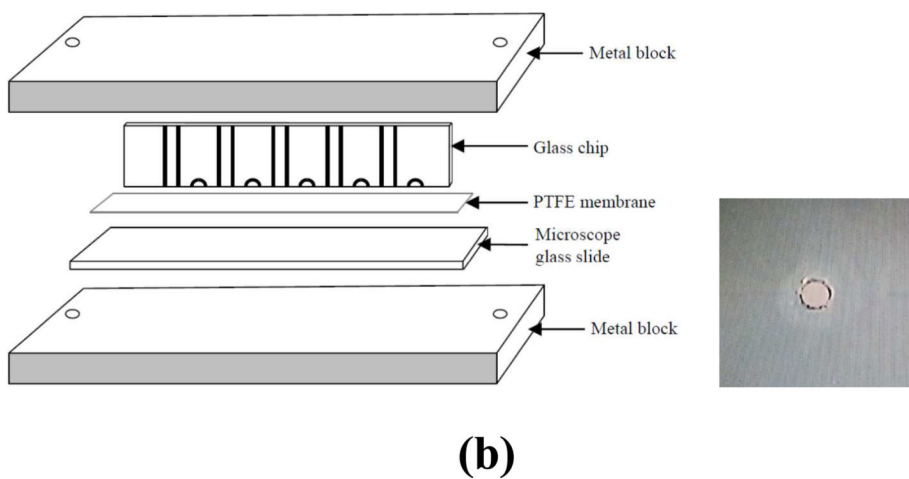 Metal block
Glass chip
PTFE membrane
Microscope
glass slide
Metal block
(b)